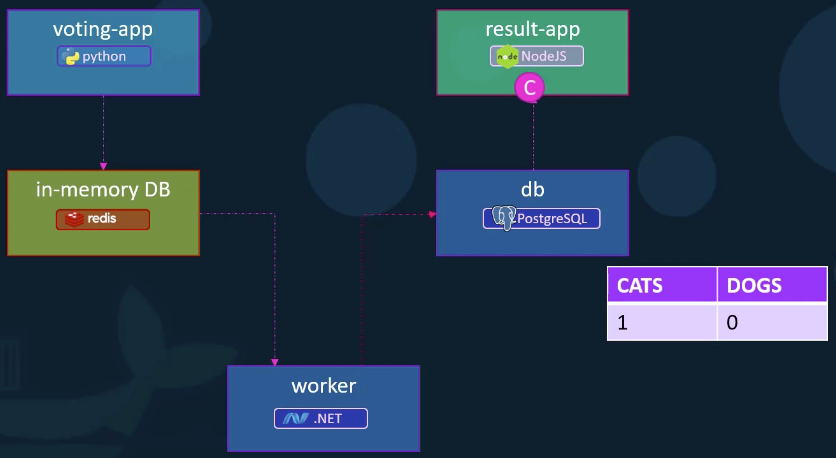 voting-app
python
result-app
node NodeJS
C
in-memory DB
redis
db
PostgreSQL
CATS DOGS
1 0
worker
.NET